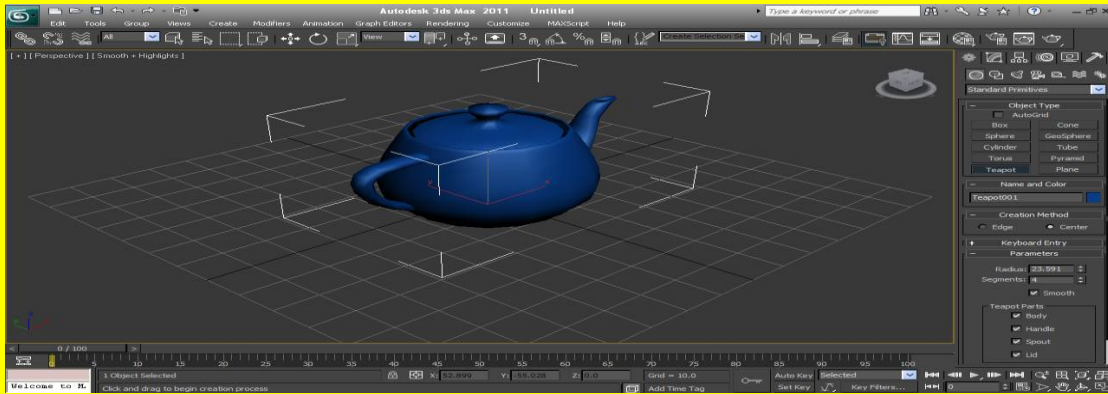 Autodesk 3ds Max 2011 Untitled
Type a keyword or phrase
Edit Tools Group Views Create Modifiers Animation Graph Editors Rendering Customize MAXScript Help
All
View
3
Create Selection Se
[ + ] [ Perspective ] [ Smooth + Highlights ]
Standard Primitives
Object Type
AutoGrid
Box Cone
Sphere GeoSphere
Cylinder Tube
Torus Pyramid
Teapot Plane
Name and Color
Teapot001
Creation Method
Edge Center
Keyboard Entry
Parameters
Radius: 23.591
Segments: 4
Smooth
Teapot Parts
Body
Handle
Spout
Lid
0 / 100
0 5 10 15 20 25 30 35 40 45 50 55 60 65 70 75 80 85 90 95 100
1 Object Selected X: 52.899 Y: -55.028 Z: 0.0 Grid = 10.0 Auto Key Selected
Welcome to M. Click and drag to begin creation process Add Time Tag Set Key Key Filters... 0